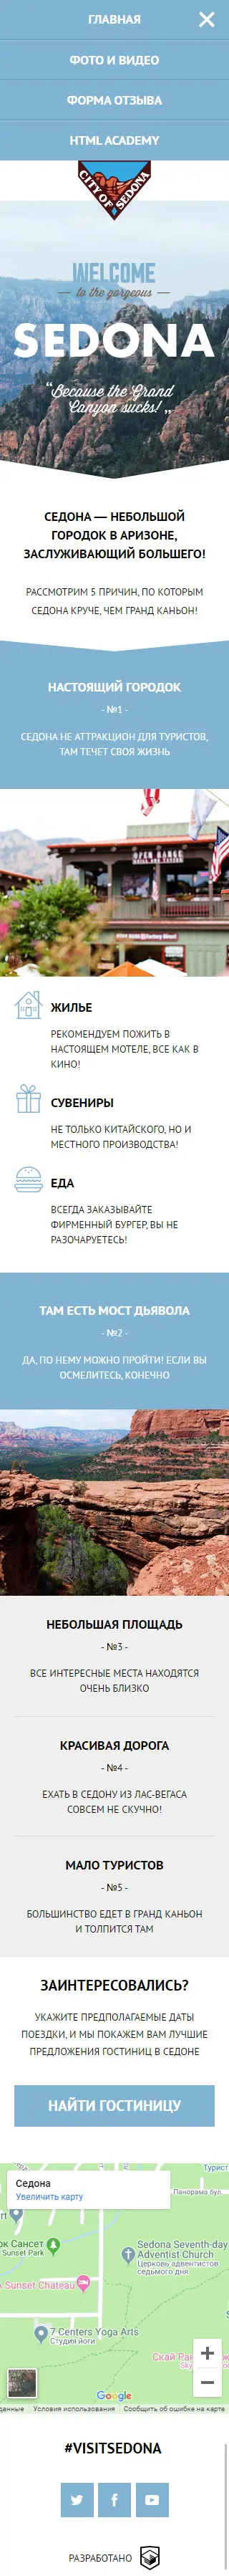 ГЛАВНАЯ
ФОТО И ВИДЕО
ФОРМА ОТЗЫВА
HTML ACADEMY
CITY OF SEDONA
WELCOME
to the gorgeous
SEDONA
“Because the Grand
Canyon sucks!„
СЕДОНА — НЕБОЛЬШОЙ
ГОРОДОК В АРИЗОНЕ,
ЗАСЛУЖИВАЮЩИЙ БОЛЬШЕГО!
РАССМОТРИМ 5 ПРИЧИН, ПО КОТОРЫМ
СЕДОНА КРУЧЕ, ЧЕМ ГРАНД КАНЬОН!
НАСТОЯЩИЙ ГОРОДОК
- №1 -
СЕДОНА НЕ АТТРАКЦИОН ДЛЯ ТУРИСТОВ,
ТАМ ТЕЧЕТ СВОЯ ЖИЗНЬ
ЖИЛЬЕ
РЕКОМЕНДУЕМ ПОЖИТЬ В
НАСТОЯЩЕМ МОТЕЛЕ, ВСЕ КАК В
КИНО!
СУВЕНИРЫ
НЕ ТОЛЬКО КИТАЙСКОГО, НО И
МЕСТНОГО ПРОИЗВОДСТВА!
ЕДА
ВСЕГДА ЗАКАЗЫВАЙТЕ
ФИРМЕННЫЙ БУРГЕР, ВЫ НЕ
РАЗОЧАРУЕТЕСЬ!
ТАМ ЕСТЬ МОСТ ДЬЯВОЛА
- №2 -
ДА, ПО НЕМУ МОЖНО ПРОЙТИ! ЕСЛИ ВЫ
ОСМЕЛИТЕСЬ, КОНЕЧНО
НЕБОЛЬШАЯ ПЛОЩАДЬ
- №3 -
ВСЕ ИНТЕРЕСНЫЕ МЕСТА НАХОДЯТСЯ
ОЧЕНЬ БЛИЗКО
КРАСИВАЯ ДОРОГА
- №4 -
ЕХАТЬ В СЕДОНУ ИЗ ЛАС-ВЕГАСА
СОВСЕМ НЕ СКУЧНО!
МАЛО ТУРИСТОВ
- №5 -
БОЛЬШИНСТВО ЕДЕТ В ГРАНД КАНЬОН
И ТОЛПИТСЯ ТАМ
ЗАИНТЕРЕСОВАЛИСЬ?
УКАЖИТЕ ПРЕДПОЛАГАЕМЫЕ ДАТЫ
ПОЕЗДКИ, И МЫ ПОКАЖЕМ ВАМ ЛУЧШИЕ
ПРЕДЛОЖЕНИЯ ГОСТИНИЦ В СЕДОНЕ
НАЙТИ ГОСТИНИЦУ
Турист
Седона
Увеличить карту
Панорама бул.
ок Сансет
Sunset Park
Sedona Seventh-day
Adventist Church
Церковь адвентистов
седьмого дня
Sunset Chateau
7 Centers Yoga Arts
Студия йоги
Скай Ра
Google
данные
Условия использования
Сообщить об ошибке на карте
#VISITSEDONA
РАЗРАБОТАНО